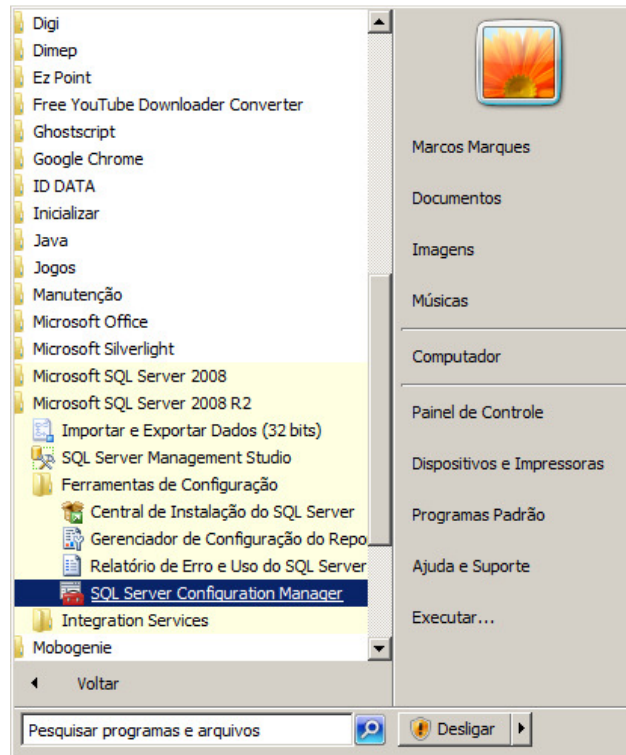 Digi
Dimep
Ez Point
Free YouTube Downloader Converter
Ghostscript
Google Chrome
ID DATA
Inicializar
Java
Jogos
Manutenção
Microsoft Office
Microsoft Silverlight
Microsoft SQL Server 2008
Microsoft SQL Server 2008 R2
Importar e Exportar Dados (32 bits)
SQL Server Management Studio
Ferramentas de Configuração
Central de Instalação do SQL Server
Gerenciador de Configuração do Repo
Relatório de Erro e Uso do SQL Server
SQL Server Configuration Manager
Integration Services
Mobogenie
Voltar
Pesquisar programas e arquivos
Marcos Marques
Documentos
Imagens
Músicas
Computador
Painel de Controle
Dispositivos e Impressoras
Programas Padrão
Ajuda e Suporte
Executar...
Desligar